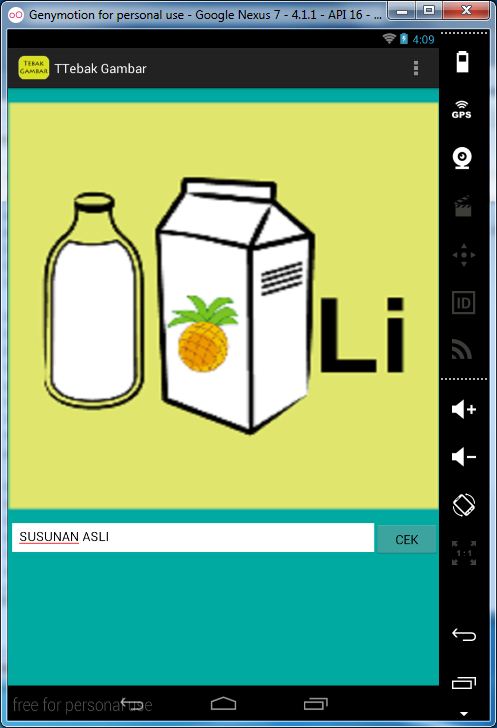 Genymotion for personal use - Google Nexus 7 - 4.1.1 - API 16 - ...
4:09
TEBAK
GAMBAR
TTebak Gambar
GPS
ID
Li
SUSUNAN ASLI
CEK
1:1
free for personal use